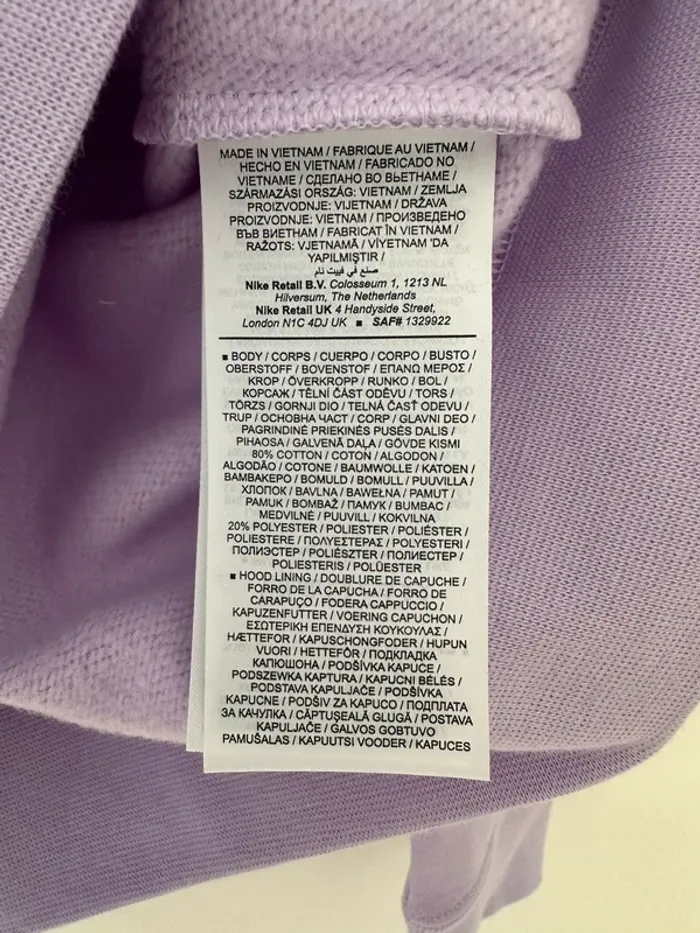 MADE IN VIETNAM / FABRIQUE AU VIETNAM /
HECHO EN VIETNAM / FABRICADO NO
VIETNAME / СДЕЛАНО ВО ВЬЕТНАМЕ /
SZÁRMAZÁSI ORSZÁG: VIETNAM / ZEMLJA
PROIZVODNJE: VIJETNAM / DRŽAVA
PROIZVODNJE: VIETNAM / ПРОИЗВЕДЕНО
ВЪВ ВИЕТНАМ / FABRICAT ÎN VIETNAM /
RAŽOTS: VJETNAMĀ / VİYETNAM 'DA
YAPILMIŞTIR /
صنع في فييت نام
Nike Retail B.V. Colosseum 1, 1213 NL
Hilversum, The Netherlands
Nike Retail UK 4 Handyside Street,
London N1C 4DJ UK ■ SAF# 1329922
■ BODY / CORPS / CUERPO / CORPO / BUSTO /
OBERSTOFF / BOVENSTOF / ΕΠΑΝΩ ΜΕΡΟΣ /
KROP / ÖVERKROPP / RUNKO / BOL /
КОРСАЖ / TĚLNÍ ČÁST ODĚVU / TORS /
TÖRZS / GORNJI DIO / TELNÁ ČASŤ ODEVU /
TRUP / ОСНОВНА ЧАСТ / CORP / GLAVNI DEO /
PAGRINDINĖ PRIEKINĖS PUSĖS DALIS /
PIHAOSA / GALVENĀ DAĻA / GÖVDE KISMI
80% COTTON / COTON / ALGODON /
ALGODÃO / COTONE / BAUMWOLLE / KATOEN /
ΒΑΜΒΑΚΕΡΟ / BOMULD / BOMULL / PUUVILLA /
ХЛОПОК / BAVLNA / BAWEŁNA / PAMUT /
PAMUK / BOMBAŽ / ПАМУК / BUMBAC /
MEDVILNĖ / PUUVILL / KOKVILNA
20% POLYESTER / POLIESTER / POLIÉSTER /
POLIESTERE / ΠΟΛΥΕΣΤΕΡΑΣ / POLYESTERI /
ПОЛИЭСТЕР / POLIÉSZTER / ПОЛИЕСТЕР /
POLIESTERIS / POLÜESTER
■ HOOD LINING / DOUBLURE DE CAPUCHE /
FORRO DE LA CAPUCHA / FORRO DE
CARAPUÇO / FODERA CAPPUCCIO /
KAPUZENFUTTER / VOERING CAPUCHON /
ΕΣΩΤΕΡΙΚΗ ΕΠΕΝΔΥΣΗ ΚΟΥΚΟΥΛΑΣ /
HÆTTEFOR / KAPUSCHONGFODER / HUPUN
VUORI / HETTEFÔR / ПОДКЛАДКА
КАПЮШОНА / PODŠÍVKA KAPUCE /
PODSZEWKA KAPTURA / KAPUCNI BÉLÉS /
PODSTAVA KAPULJAČE / PODŠÍVKA
KAPUCNE / PODŠIV ZA KAPUCO / ПОДПЛАТА
ЗА КАЧУЛКА / CĂPTUŞEALĂ GLUGĂ / POSTAVA
KAPULJAČE / GALVOS GOBTUVO
PAMUŠALAS / KAPUUTSI VOODER / KAPUCES